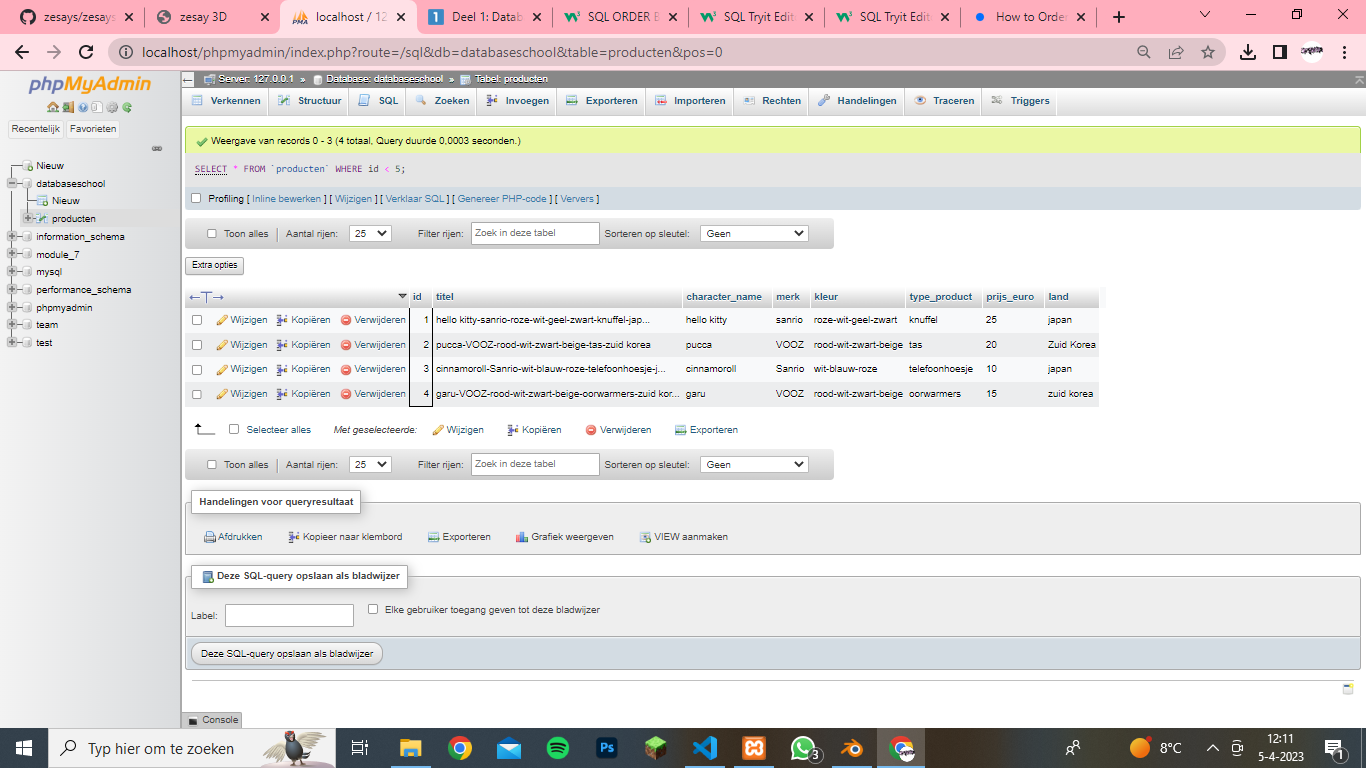 zesays/zesays
zesay 3D
localhost / 12
Deel 1: Datab
SQL ORDER B
SQL Tryit Edit
SQL Tryit Edit
How to Order
localhost/phpmyadmin/index.php?route=/sql&db=databaseschool&table=producten&pos=0
phpMyAdmin
Recentelijk Favorieten
Nieuw
databaseschool
Nieuw
producten
information_schema
module_7
mysql
performance_schema
phpmyadmin
team
test
Server: 127.0.0.1 » Database: databaseschool » Tabel: producten
Verkennen Structuur SQL Zoeken Invoegen Exporteren Importeren Rechten Handelingen Traceren Triggers
Weergave van records 0 - 3 (4 totaal, Query duurde 0,0003 seconden.)
SELECT * FROM `producten` WHERE id < 5;
Profiling [ Inline bewerken ] [ Wijzigen ] [ Verklaar SQL ] [ Genereer PHP-code ] [ Ververs ]
Toon alles Aantal rijen: 25 Filter rijen: Zoek in deze tabel Sorteren op sleutel: Geen
Extra opties
←T→ id titel character_name merk kleur type_product prijs_euro land
Wijzigen Kopiëren Verwijderen 1 hello kitty-sanrio-roze-wit-geel-zwart-knuffel-jap... hello kitty sanrio roze-wit-geel-zwart knuffel 25 japan
Wijzigen Kopiëren Verwijderen 2 pucca-VOOZ-rood-wit-zwart-beige-tas-zuid korea pucca VOOZ rood-wit-zwart-beige tas 20 Zuid Korea
Wijzigen Kopiëren Verwijderen 3 cinnamoroll-Sanrio-wit-blauw-roze-telefoonhoesje-j... cinnamoroll Sanrio wit-blauw-roze telefoonhoesje 10 japan
Wijzigen Kopiëren Verwijderen 4 garu-VOOZ-rood-wit-zwart-beige-oorwarmers-zuid kor... garu VOOZ rood-wit-zwart-beige oorwarmers 15 zuid korea
Selecteer alles Met geselecteerde: Wijzigen Kopiëren Verwijderen Exporteren
Toon alles Aantal rijen: 25 Filter rijen: Zoek in deze tabel Sorteren op sleutel: Geen
Handelingen voor queryresultaat
Afdrukken Kopieer naar klembord Exporteren Grafiek weergeven VIEW aanmaken
Deze SQL-query opslaan als bladwijzer
Label: Elke gebruiker toegang geven tot deze bladwijzer
Deze SQL-query opslaan als bladwijzer
Console
Typ hier om te zoeken
Ps
3
8°C
12:11
5-4-2023
1